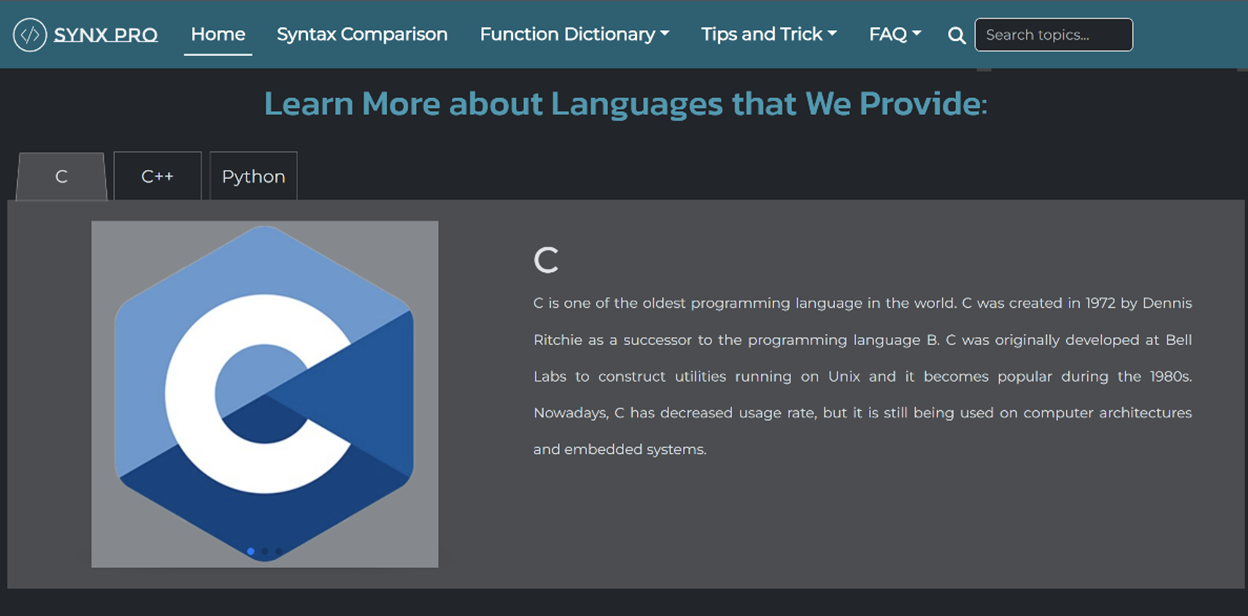 SYNX PRO Home Syntax Comparison Function Dictionary Tips and Trick FAQ Search topics...
Learn More about Languages that We Provide:
C C++ Python
C
C is one of the oldest programming language in the world. C was created in 1972 by Dennis
Ritchie as a successor to the programming language B. C was originally developed at Bell
Labs to construct utilities running on Unix and it becomes popular during the 1980s.
Nowadays, C has decreased usage rate, but it is still being used on computer architectures
and embedded systems.